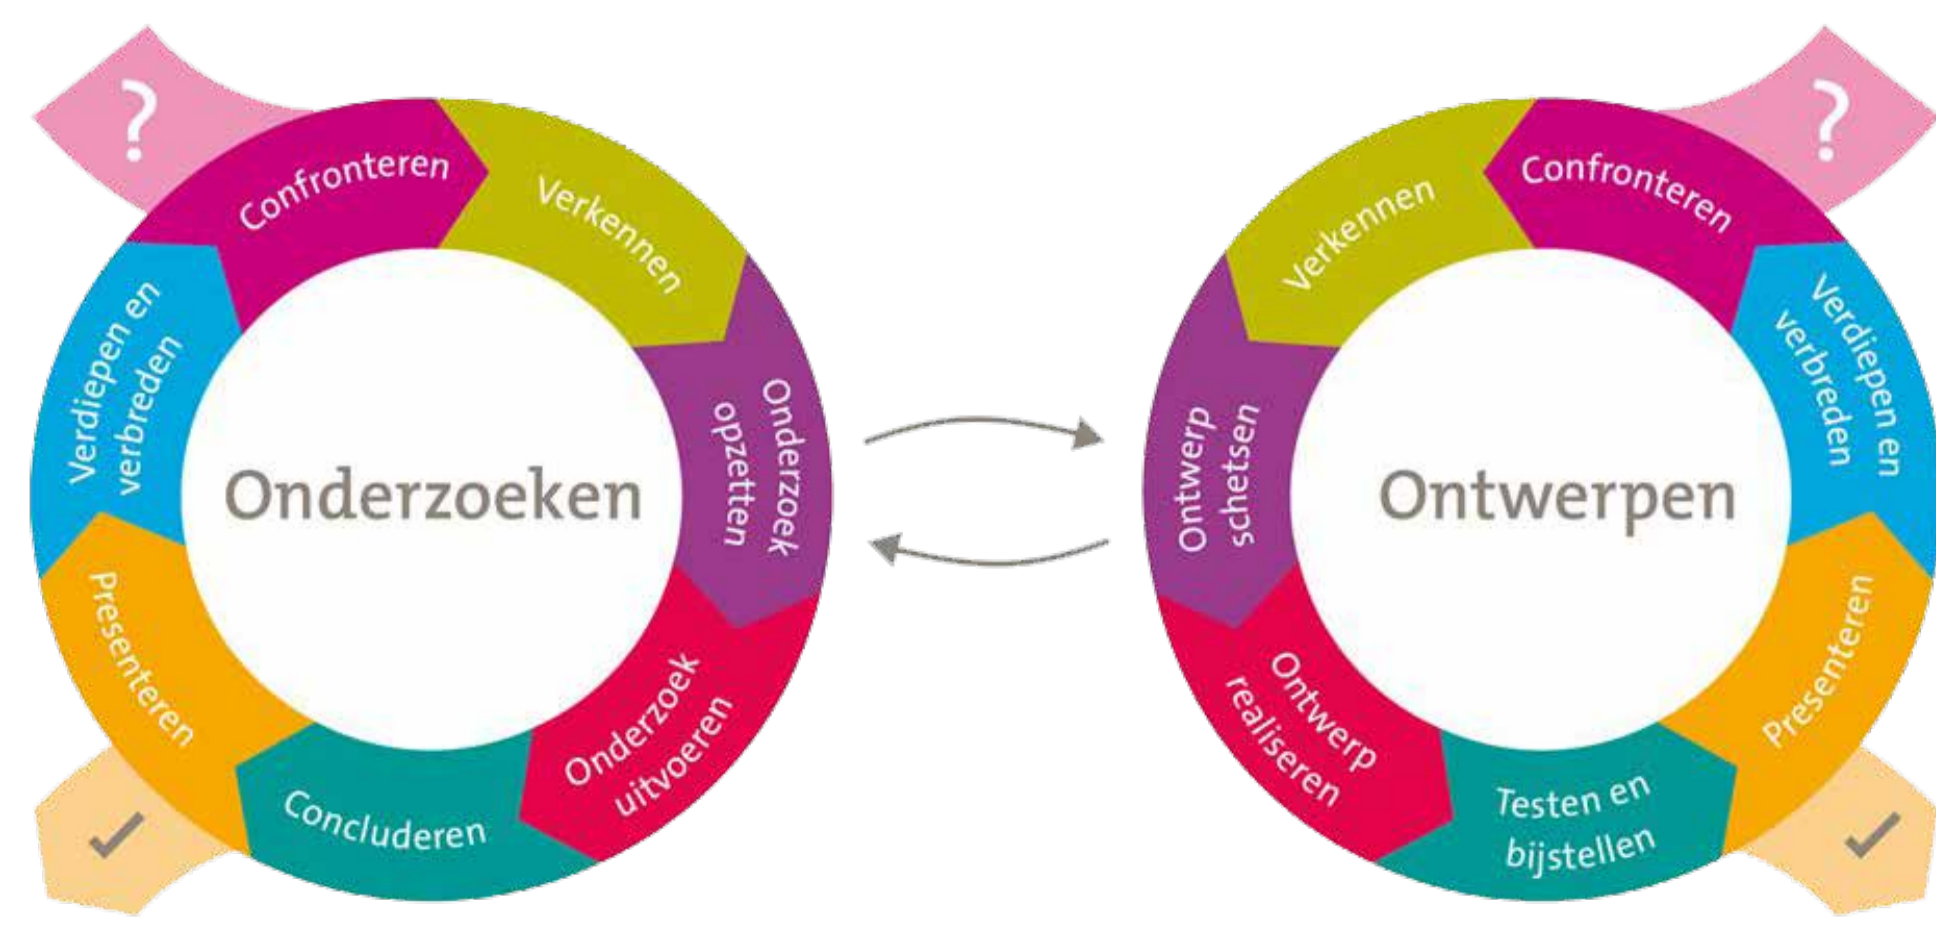 ?
Confronteren
Verkennen
Onderzoek
opzetten
Onderzoek
uitvoeren
Concluderen
Presenteren
Verdiepen en
verbreden
Onderzoeken
?
Confronteren
Verkennen
Ontwerp
schetsen
Ontwerp
realiseren
Testen en
bijstellen
Presenteren
Verdiepen en
verbreden
Ontwerpen